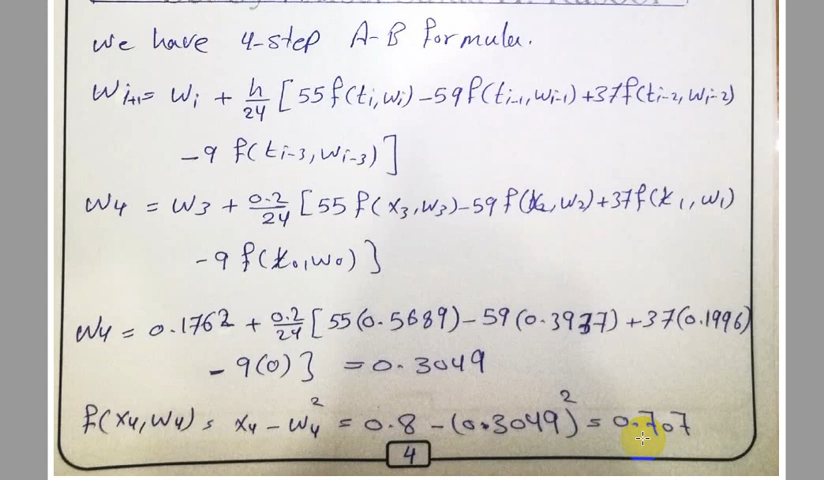 we have 4-step A-B formula.
Wi+1 = Wi + h/24 [ 55 f(ti, wi) - 59 f(ti-1, wi-1) + 37 f(ti-2, wi-2)
- 9 f(ti-3, wi-3) ]
W4 = W3 + 0.2/24 [ 55 f(x3, w3) - 59 f(x2, w2) + 37 f(x1, w1)
- 9 f(x0, w0) }
W4 = 0.1762 + 0.2/24 [ 55 (0.5689) - 59 (0.3937) + 37 (0.1996)
- 9(0) } = 0.3049
f(x4, w4) = x4 - w4² = 0.8 - (0.3049)² = 0.707
4